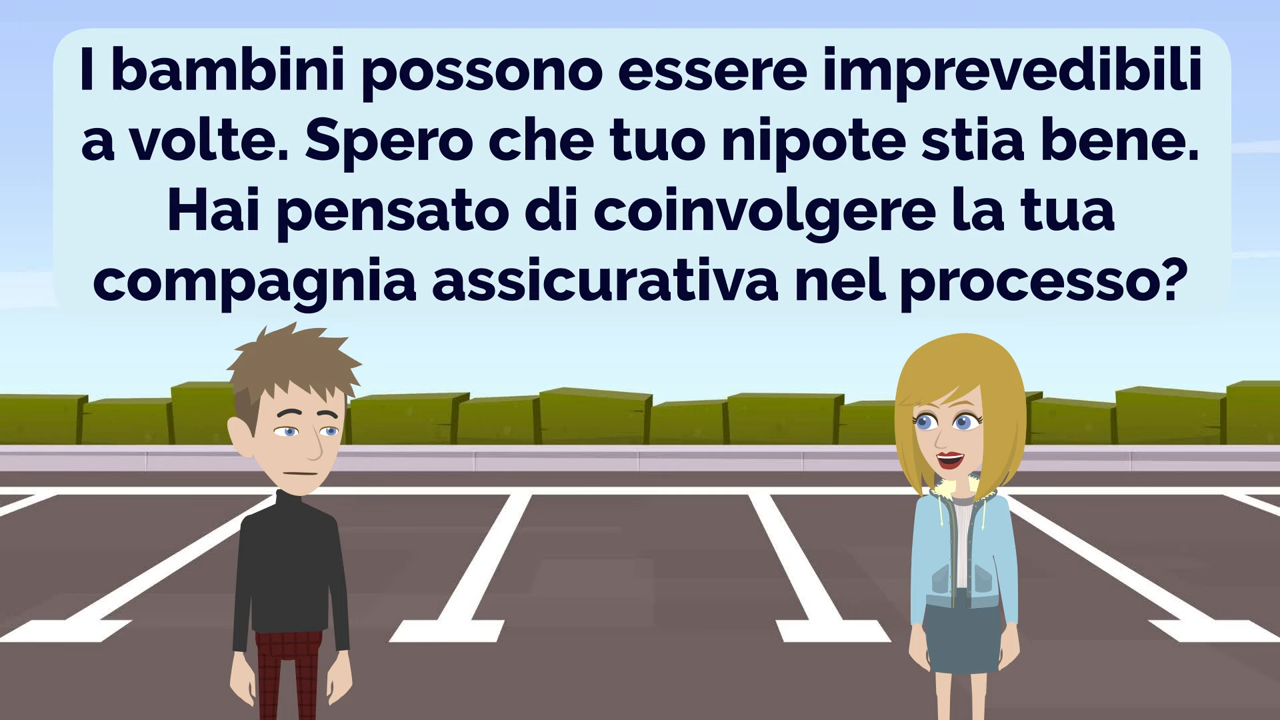 I bambini possono essere imprevedibili
a volte. Spero che tuo nipote stia bene.
Hai pensato di coinvolgere la tua
compagnia assicurativa nel processo?